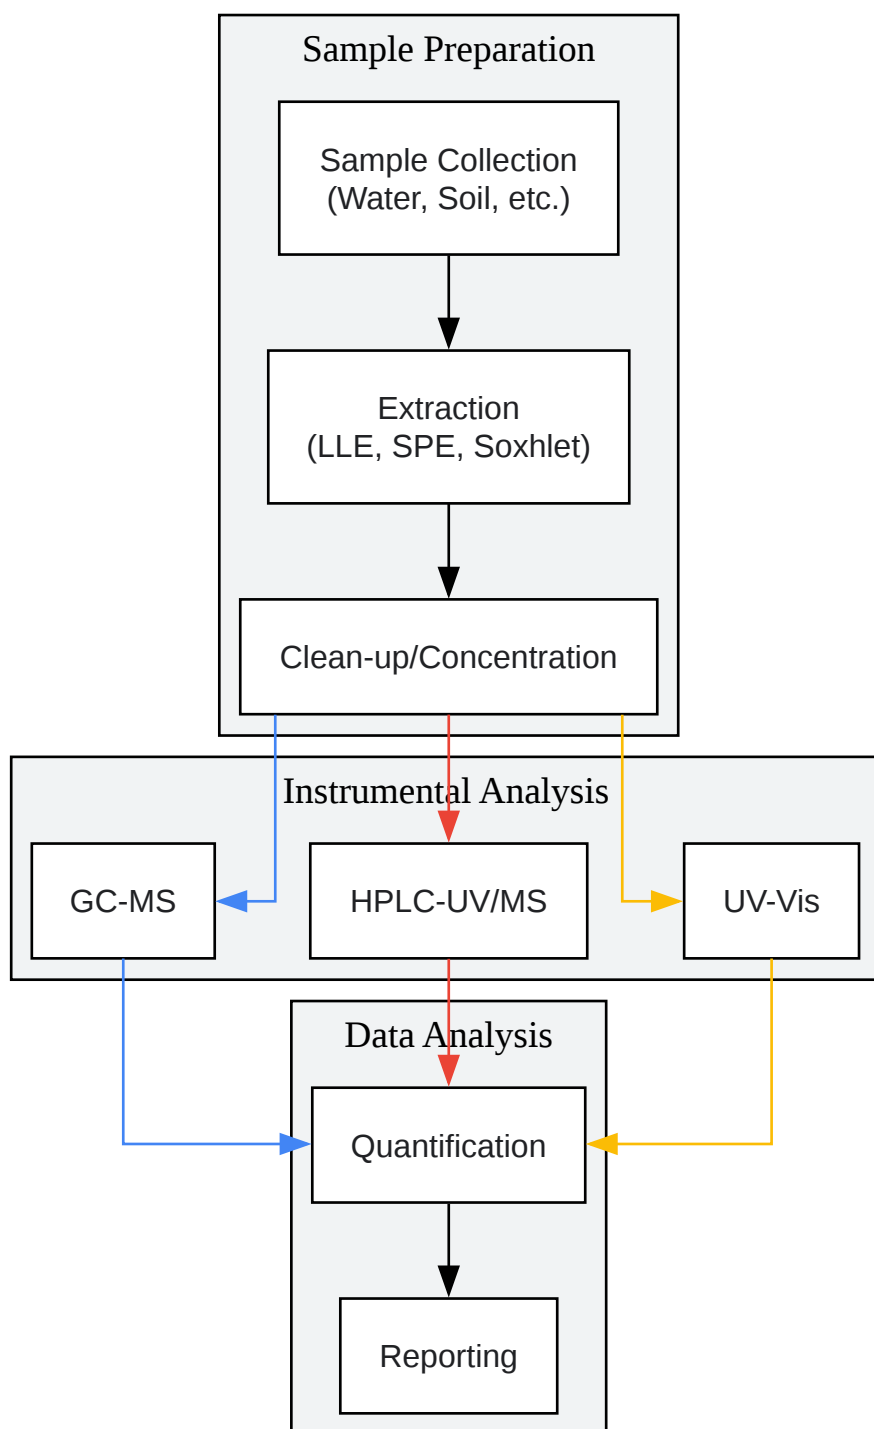 Sample Preparation
Sample Collection
(Water, Soil, etc.)
Extraction
(LLE, SPE, Soxhlet)
Clean-up/Concentration
Instrumental Analysis
GC-MS
HPLC-UV/MS
UV-Vis
Data Analysis
Quantification
Reporting